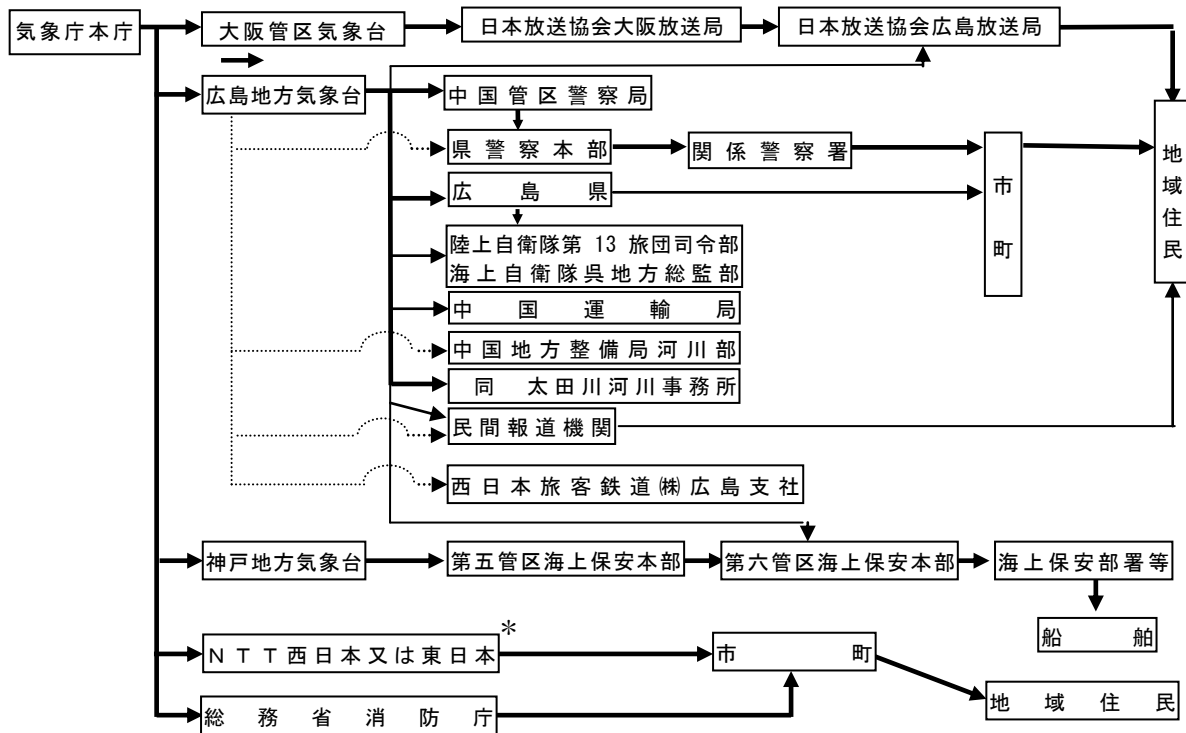 気象庁本庁
大阪管区気象台
日本放送協会大阪放送局
日本放送協会広島放送局
広島地方気象台
中国管区警察局
県警察本部
関係警察署
市町
地域住民
広島県
陸上自衛隊第 13 旅団司令部
海上自衛隊呉地方総監部
中国運輸局
中国地方整備局河川部
同 太田川河川事務所
民間報道機関
西日本旅客鉄道㈱広島支社
神戸地方気象台
第五管区海上保安本部
第六管区海上保安本部
海上保安部署等
船舶
NTT西日本又は東日本*
市町
地域住民
総務省消防庁